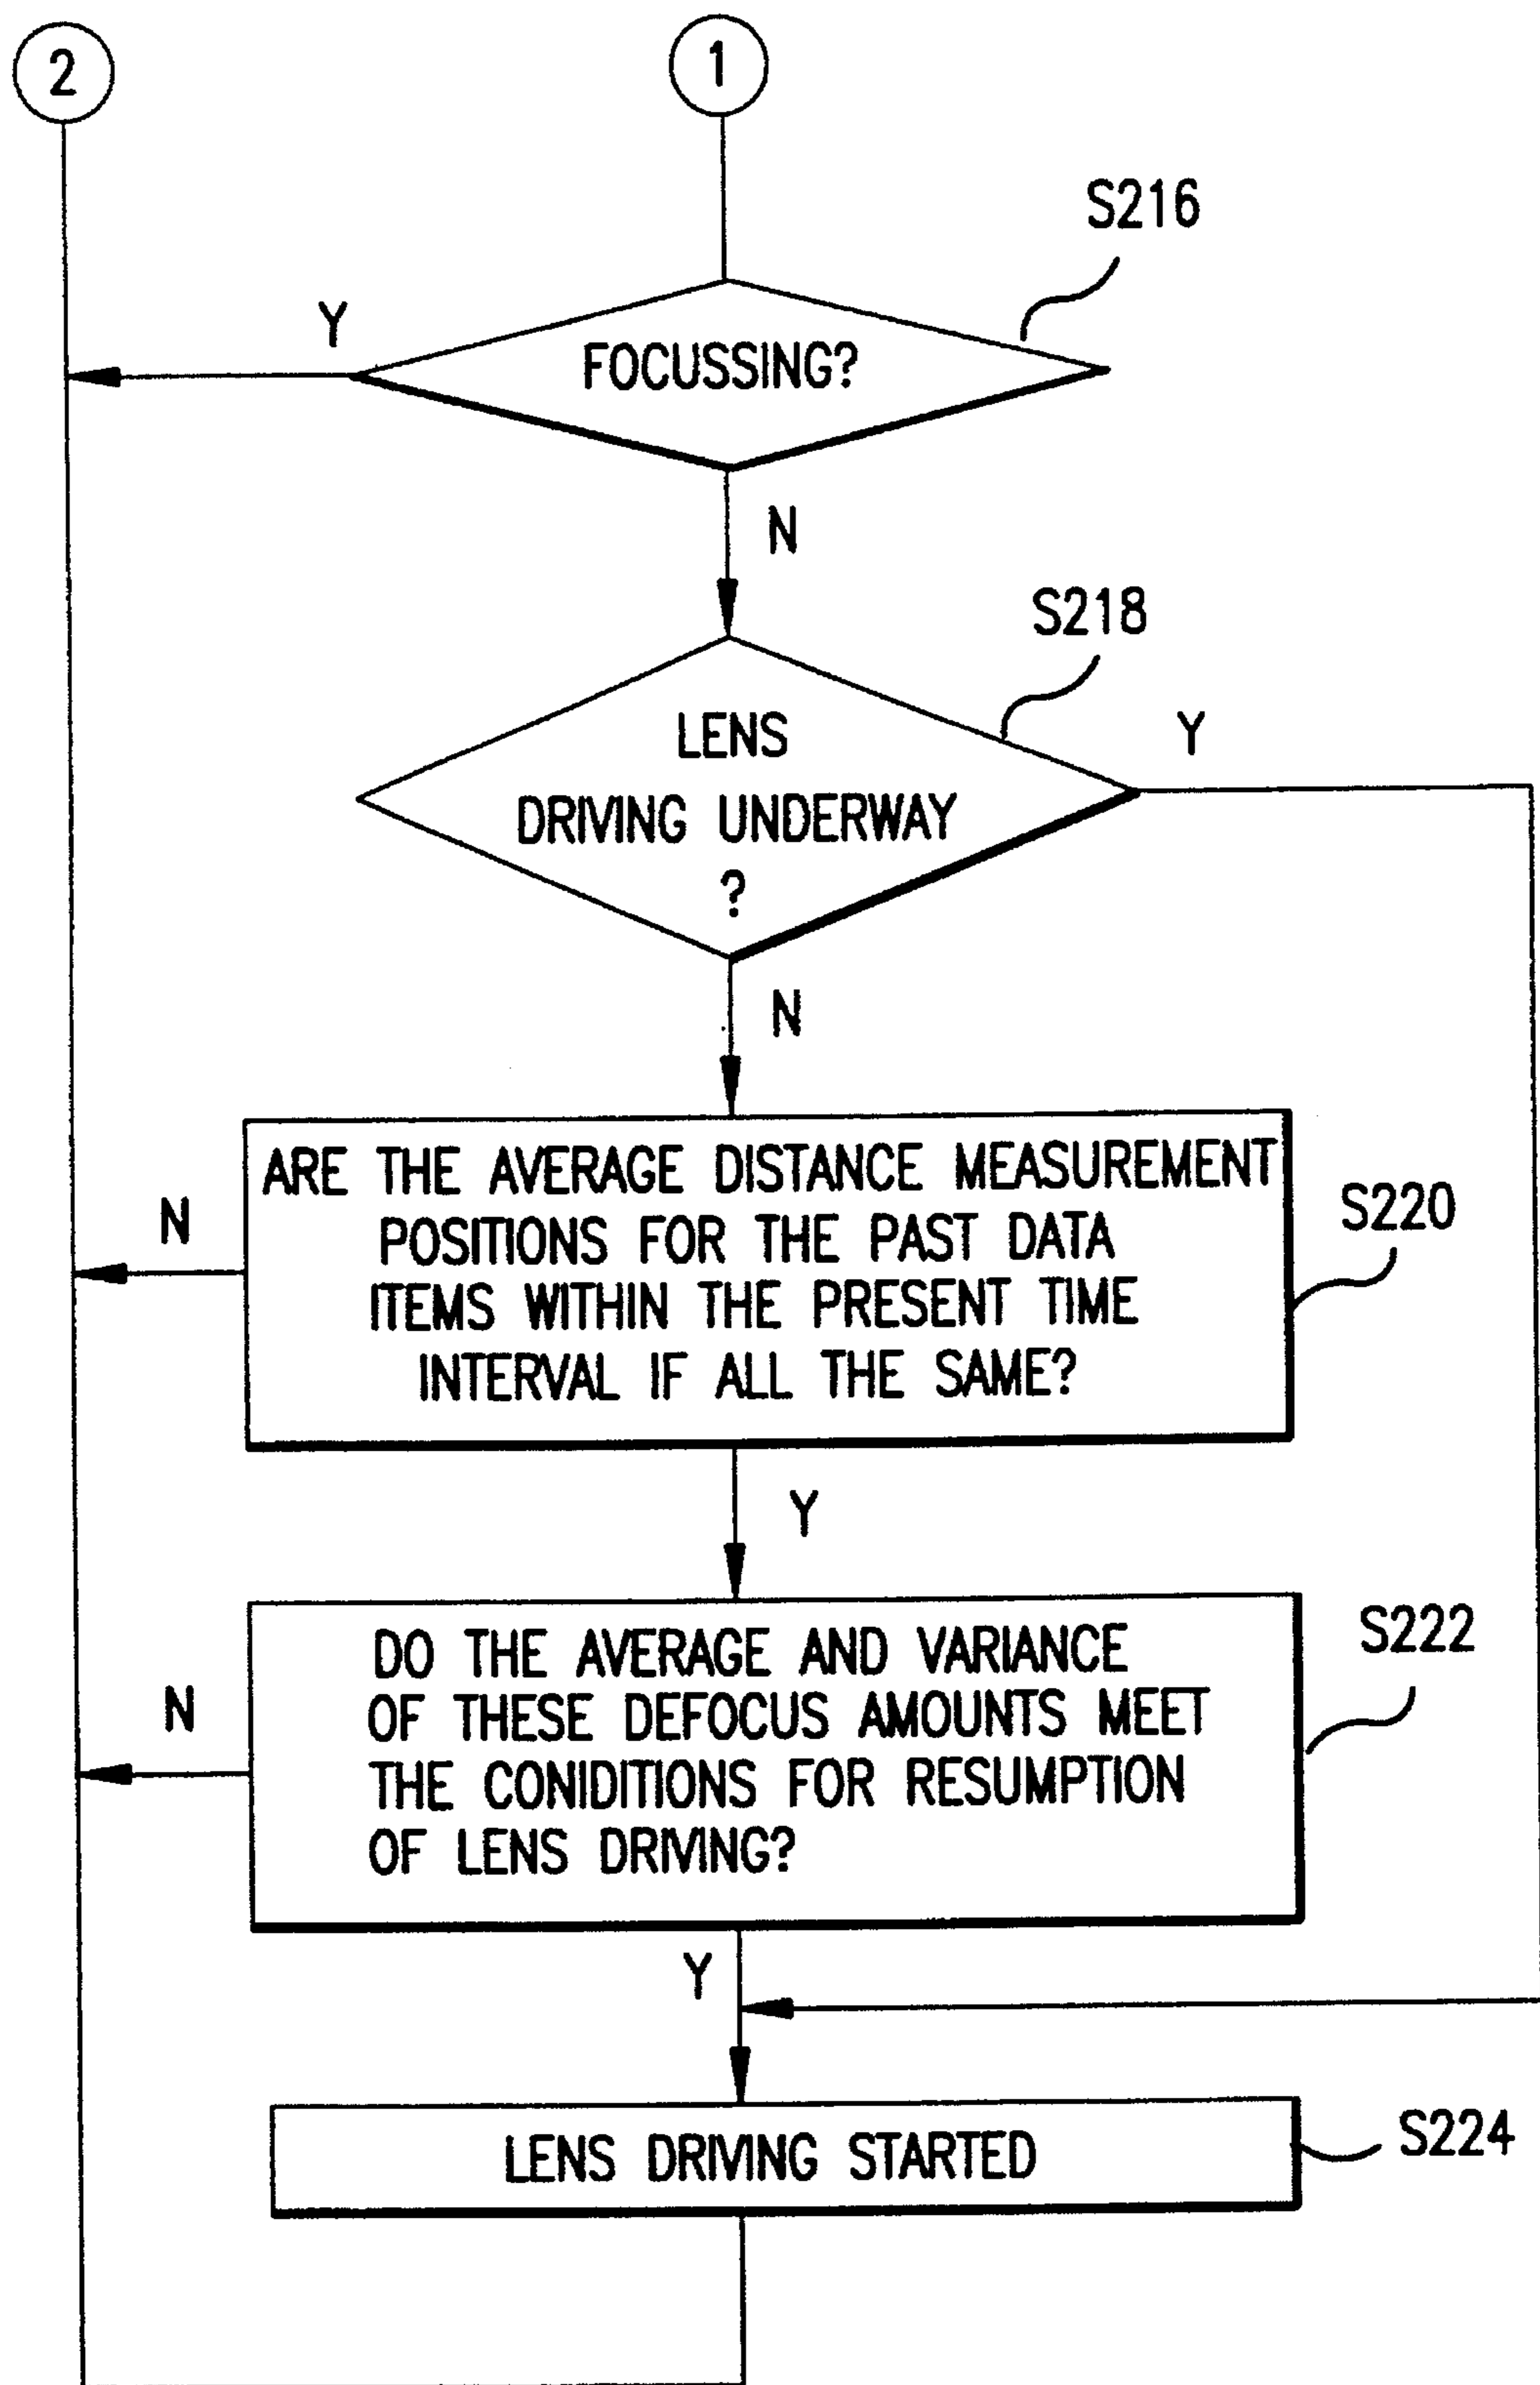 2
1
S216
Y
FOCUSSING?
N
S218
LENS
Y
DRIVING UNDERWAY
?
N
ARE THE AVERAGE DISTANCE MEASUREMENT
S220
N
POSITIONS FOR THE PAST DATA
ITEMS WITHIN THE PRESENT TIME
INTERVAL IF ALL THE SAME?
Y
S222
DO THE AVERAGE AND VARIANCE
N
OF THESE DEFOCUS AMOUNTS MEET
THE CONIDITIONS FOR RESUMPTION
OF LENS DRIVING?
Y
LENS DRIVING STARTED
S224